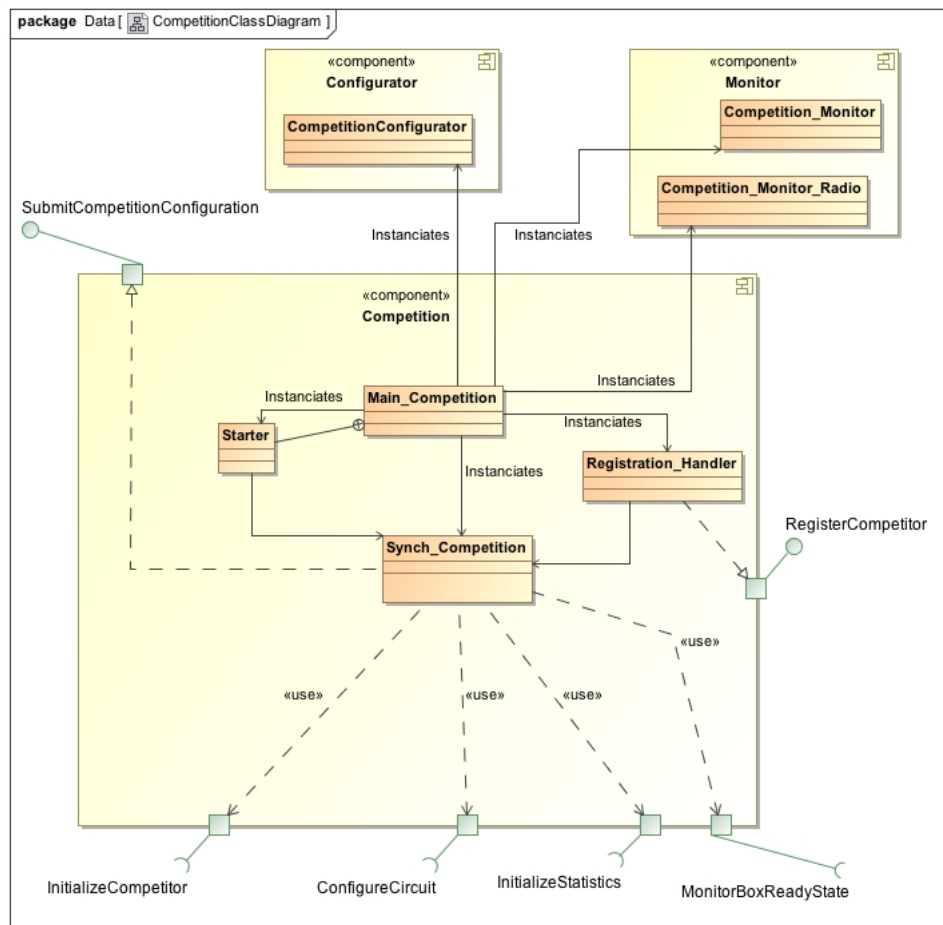 package Data [ CompetitionClassDiagram ]
«component»
Configurator
CompetitionConfigurator
«component»
Monitor
Competition_Monitor
Competition_Monitor_Radio
SubmitCompetitionConfiguration
Instanciates
Instanciates
«component»
Competition
Instanciates
Instanciates
Main_Competition
Instanciates
Starter
Instanciates
Registration_Handler
RegisterCompetitor
Synch_Competition
«use»
«use»
«use»
«use»
InitializeCompetitor
ConfigureCircuit
InitializeStatistics
MonitorBoxReadyState